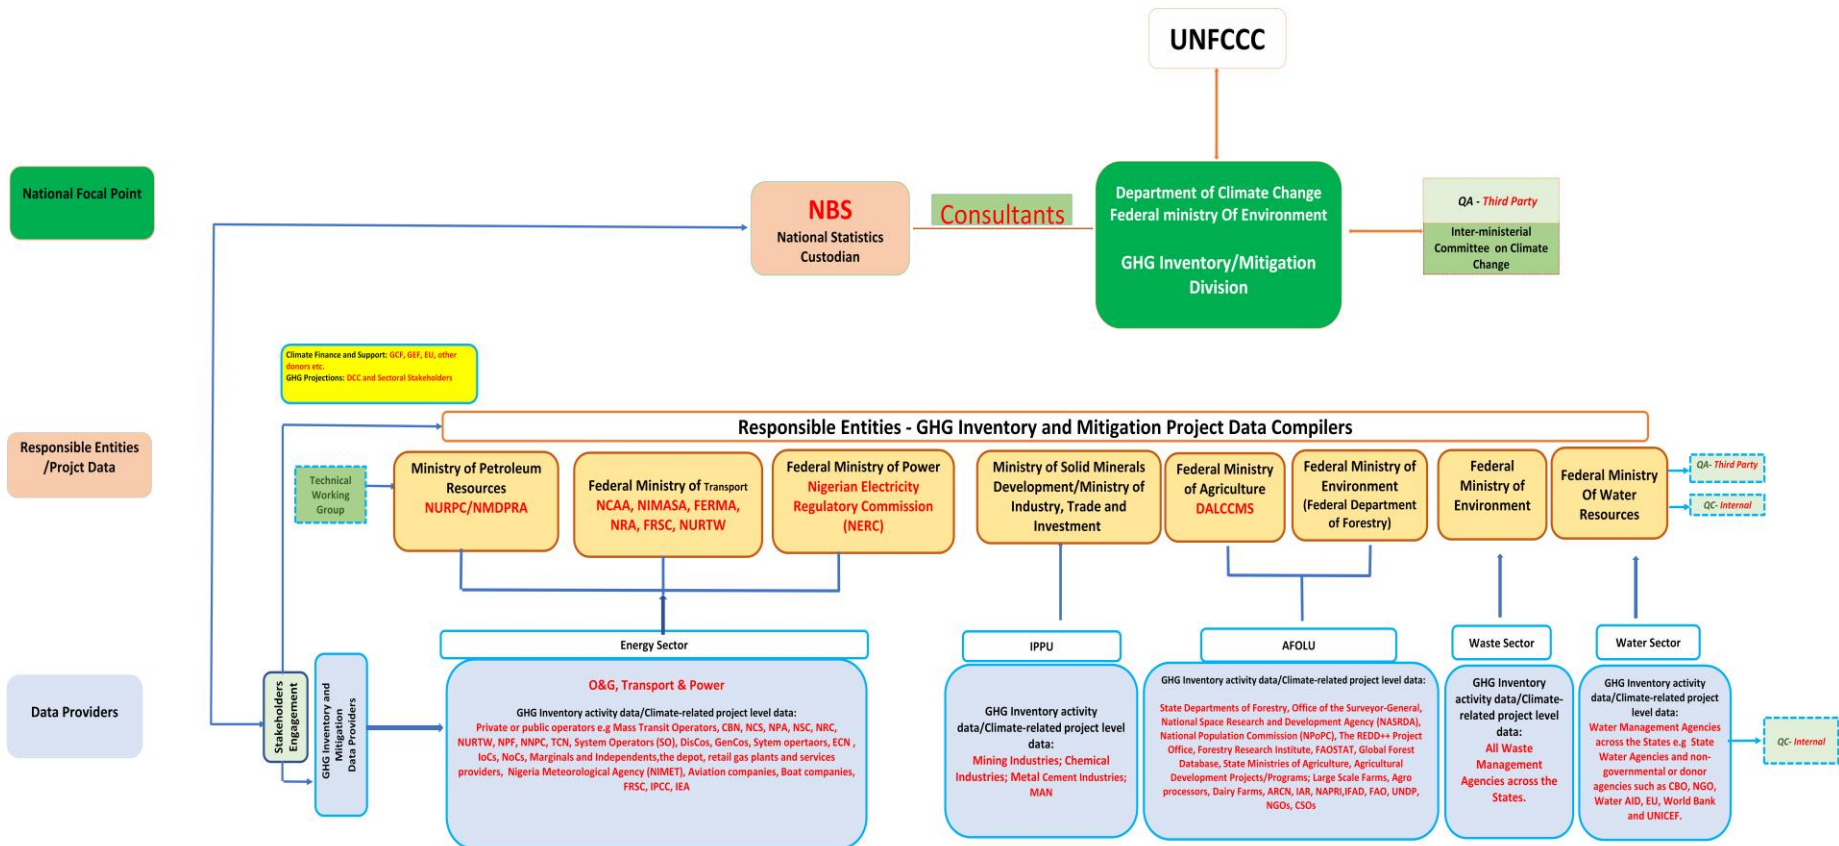 UNFCCC
National Focal Point
NBS
National Statistics
Custodian
Consultants
Department of Climate Change
Federal ministry Of Environment
GHG Inventory/Mitigation
Division
QA - Third Party
Inter-ministerial
Committee on Climate
Change
Climate Finance and Support: GCF, GEF, EU, other
donors etc.
GHG Projections: DCC and Sectoral Stakeholders
Responsible Entities
/Projct Data
Responsible Entities - GHG Inventory and Mitigation Project Data Compilers
Technical
Working
Group
Ministry of Petroleum
Resources
NURPC/NMDPRA
Federal Ministry of Transport
NCAA, NIMASA, FERMA,
NRA, FRSC, NURTW
Federal Ministry of Power
Nigerian Electricity
Regulatory Commission
(NERC)
Ministry of Solid Minerals
Development/Ministry of
Industry, Trade and
Investment
Federal Ministry
of Agriculture
DALCCMS
Federal Ministry of
Environment
(Federal Department
of Forestry)
Federal
Ministry of
Environment
Federal Ministry
Of Water
Resources
QA- Third Party
QC- Internal
Data Providers
Stakeholders
Engagement
GHG Inventory and
Mitigation
Data Providers
Energy Sector
O&G, Transport & Power
GHG Inventory activity data/Climate-related project level data:
Private or public operators e.g Mass Transit Operators, CBN, NCS, NPA, NSC, NRC,
NURTW, NPF, NNPC, TCN, System Operators (SO), DisCos, GenCos, Sytem opertaors, ECN ,
IoCs, NoCs, Marginals and Independents,the depot, retail gas plants and services
providers, Nigeria Meteorological Agency (NIMET), Aviation companies, Boat companies,
FRSC, IPCC, IEA
IPPU
GHG Inventory activity
data/Climate-related project level
data:
Mining Industries; Chemical
Industries; Metal Cement Industries;
MAN
AFOLU
GHG Inventory activity data/Climate-related project level data:
State Departments of Forestry, Office of the Surveyor-General,
National Space Research and Development Agency (NASRDA),
National Population Commission (NPoPC), The REDD++ Project
Office, Forestry Research Institute, FAOSTAT, Global Forest
Database, State Ministries of Agriculture, Agricultural
Development Projects/Programs; Large Scale Farms, Agro
processors, Dairy Farms, ARCN, IAR, NAPRI,IFAD, FAO, UNDP,
NGOs, CSOs
Waste Sector
GHG Inventory
activity data/Climate-
related project level
data:
All Waste
Management
Agencies across the
States.
Water Sector
GHG Inventory activity
data/Climate-related project
level data:
Water Management Agencies
across the States e.g State
Water Agencies and non-
governmental or donor
agencies such as CBO, NGO,
Water AID, EU, World Bank
and UNICEF.
QC- Internal